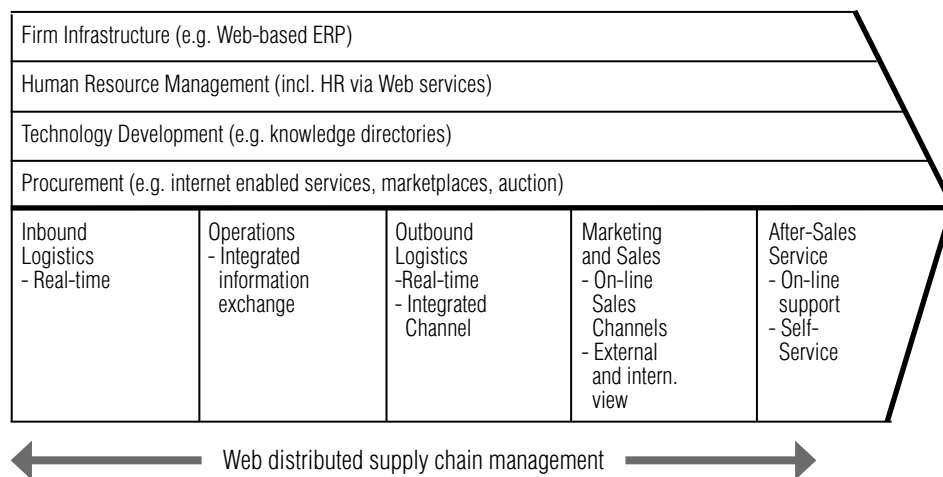 Firm Infrastructure (e.g. Web-based ERP)
Human Resource Management (incl. HR via Web services)
Technology Development (e.g. knowledge directories)
Procurement (e.g. internet enabled services, marketplaces, auction)
Inbound
Logistics
- Real-time
Operations
- Integrated
information
exchange
Outbound
Logistics
-Real-time
- Integrated
Channel
Marketing
and Sales
- On-line
Sales
Channels
- External
and intern.
view
After-Sales
Service
- On-line
support
- Self-
Service
Web distributed supply chain management